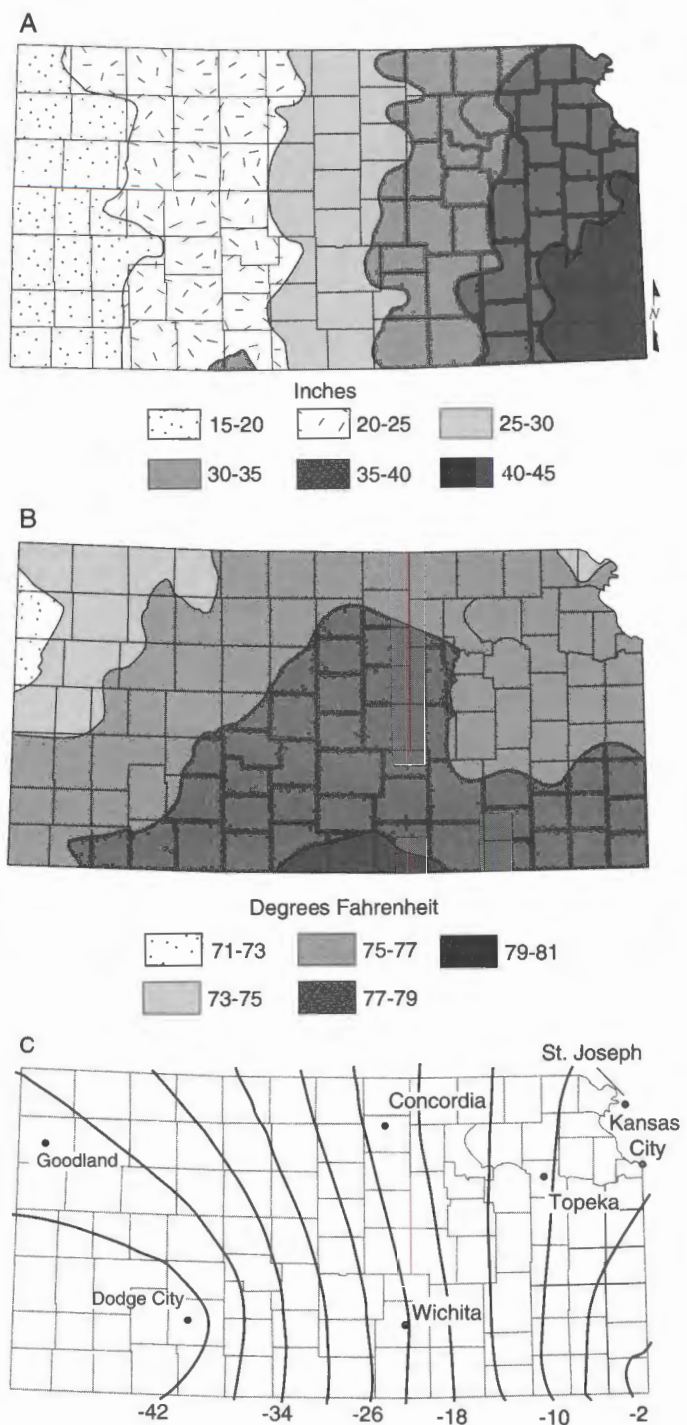 A
N
Inches
15-20 20-25 25-30
30-35 35-40 40-45
B
Degrees Fahrenheit
71-73 75-77 79-81
73-75 77-79
C
St. Joseph
Concordia
Kansas
City
Goodland
Topeka
Dodge City
Wichita
-42 -34 -26 -18 -10 -2